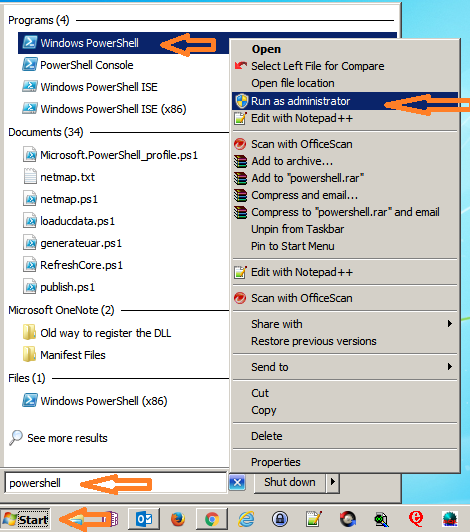 Programs (4)
Windows PowerShell
PowerShell Console
Windows PowerShell ISE
Windows PowerShell ISE (x86)
Documents (34)
Microsoft.PowerShell_profile.ps1
netmap.txt
netmap.ps1
loaducdata.ps1
generateuar.ps1
RefreshCore.ps1
publish.ps1
Microsoft OneNote (2)
Old way to register the DLL
Manifest Files
Files (1)
Windows PowerShell (x86)
See more results
powershell
Shut down
Start
Open
Select Left File for Compare
Open file location
Run as administrator
Edit with Notepad++
Scan with OfficeScan
Add to archive...
Add to "powershell.rar"
Compress and email...
Compress to "powershell.rar" and email
Unpin from Taskbar
Pin to Start Menu
Edit with Notepad++
Scan with OfficeScan
Share with
Restore previous versions
Send to
Cut
Copy
Delete
Properties